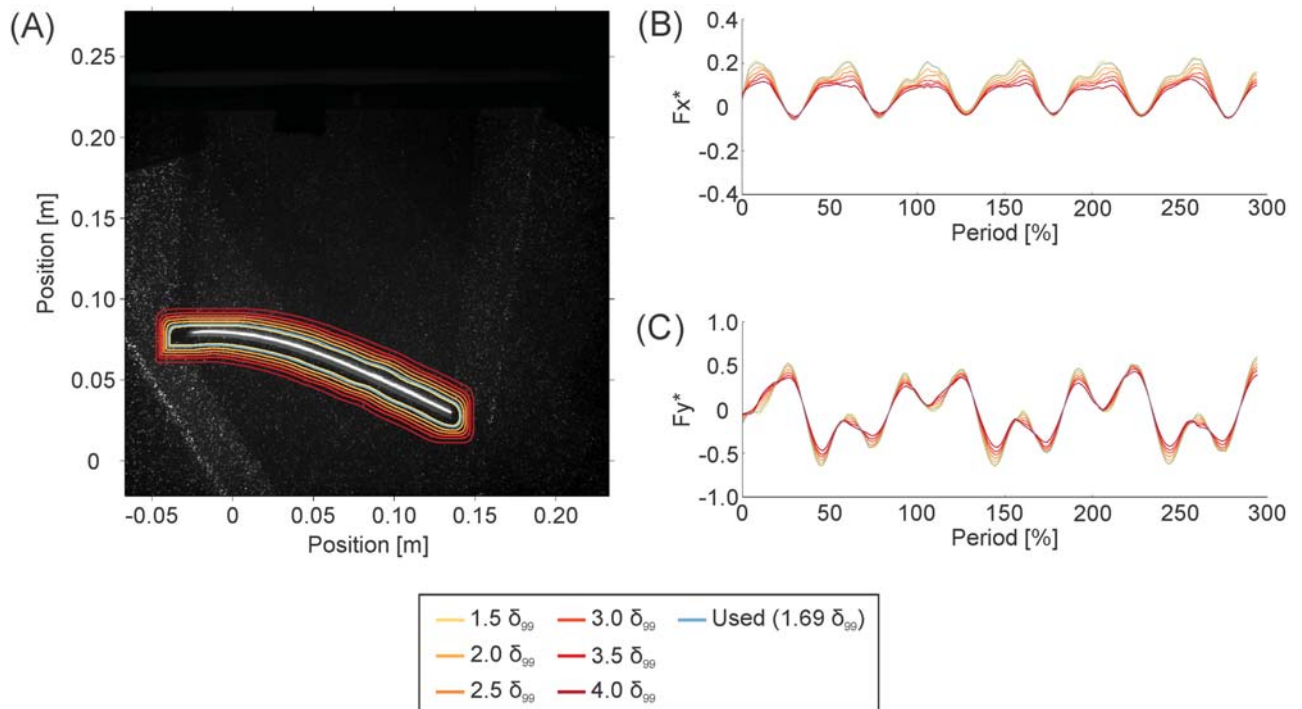 (A)
0.25
0.20
0.15
0.10
0.05
0
Position [m]
-0.05 0 0.05 0.10 0.15 0.20
Position [m]
(B)
0.4
0.2
0
-0.2
-0.4
Fx*
0 50 100 150 200 250 300
Period [%]
(C)
1.0
0.5
0
-0.5
-1.0
Fy*
0 50 100 150 200 250 300
Period [%]
1.5 δ₉₉ 3.0 δ₉₉ Used (1.69 δ₉₉)
2.0 δ₉₉ 3.5 δ₉₉
2.5 δ₉₉ 4.0 δ₉₉